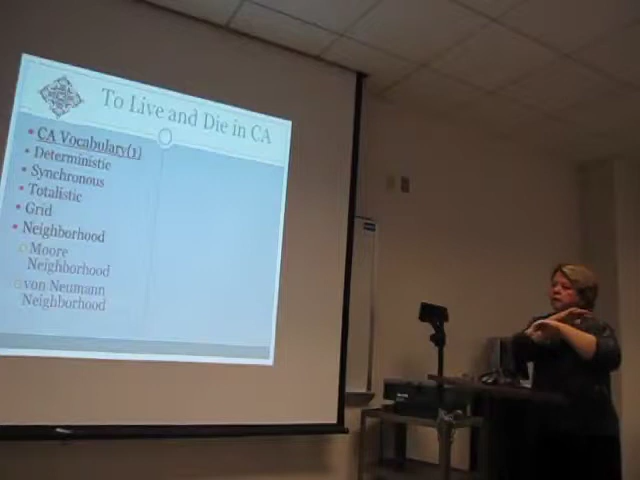 To Live and Die in CA
CA Vocabulary(1)
Deterministic
Synchronous
Totalistic
Grid
Neighborhood
Moore
Neighborhood
von Neumann
Neighborhood